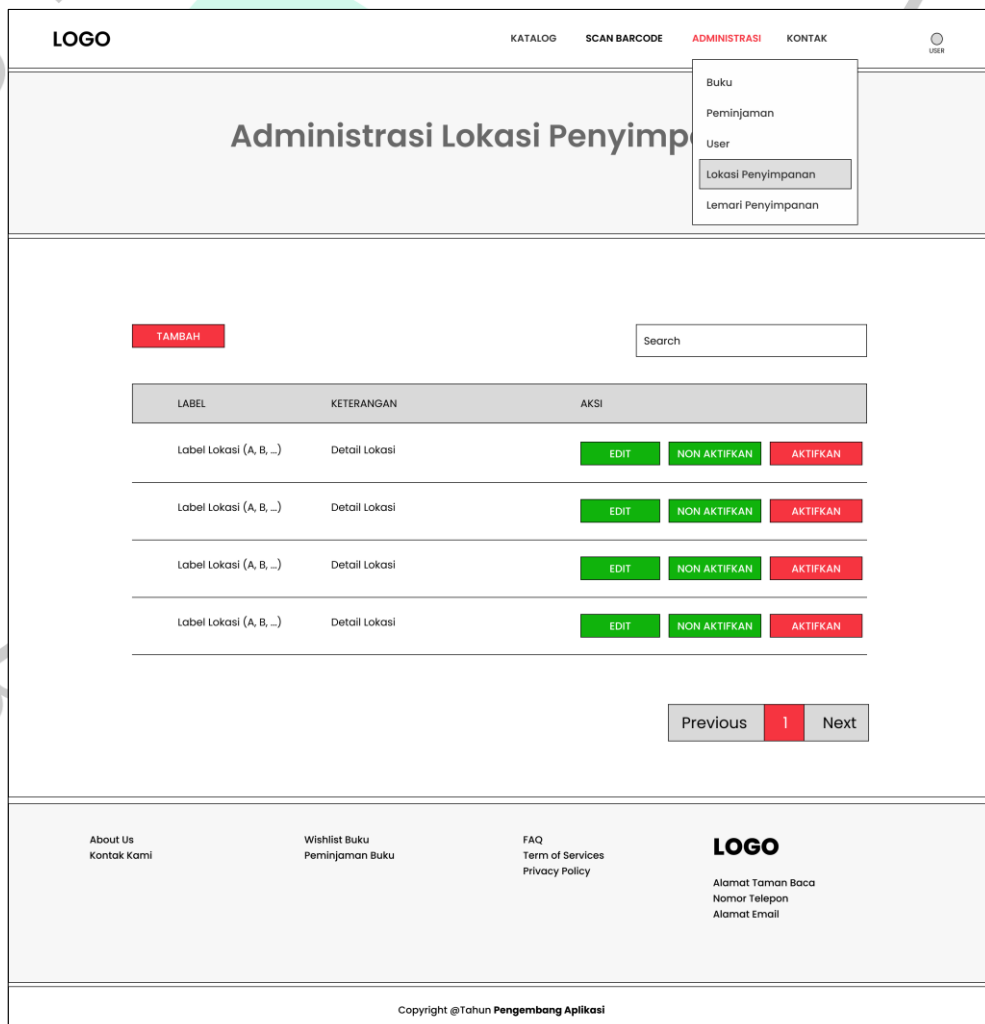 LOGO KATALOG SCAN BARCODE ADMINISTRASI KONTAK
USER
Buku
Peminjaman
User
Lokasi Penyimpanan
Lemari Penyimpanan
Administrasi Lokasi Penyimp
TAMBAH Search
LABEL KETERANGAN AKSI
Label Lokasi (A, B, ...) Detail Lokasi EDIT NON AKTIFKAN AKTIFKAN
Label Lokasi (A, B, ...) Detail Lokasi EDIT NON AKTIFKAN AKTIFKAN
Label Lokasi (A, B, ...) Detail Lokasi EDIT NON AKTIFKAN AKTIFKAN
Label Lokasi (A, B, ...) Detail Lokasi EDIT NON AKTIFKAN AKTIFKAN
Previous 1 Next
About Us
Kontak Kami
Wishlist Buku
Peminjaman Buku
FAQ
Term of Services
Privacy Policy
LOGO
Alamat Taman Baca
Nomor Telepon
Alamat Email
Copyright @Tahun Pengembang Aplikasi